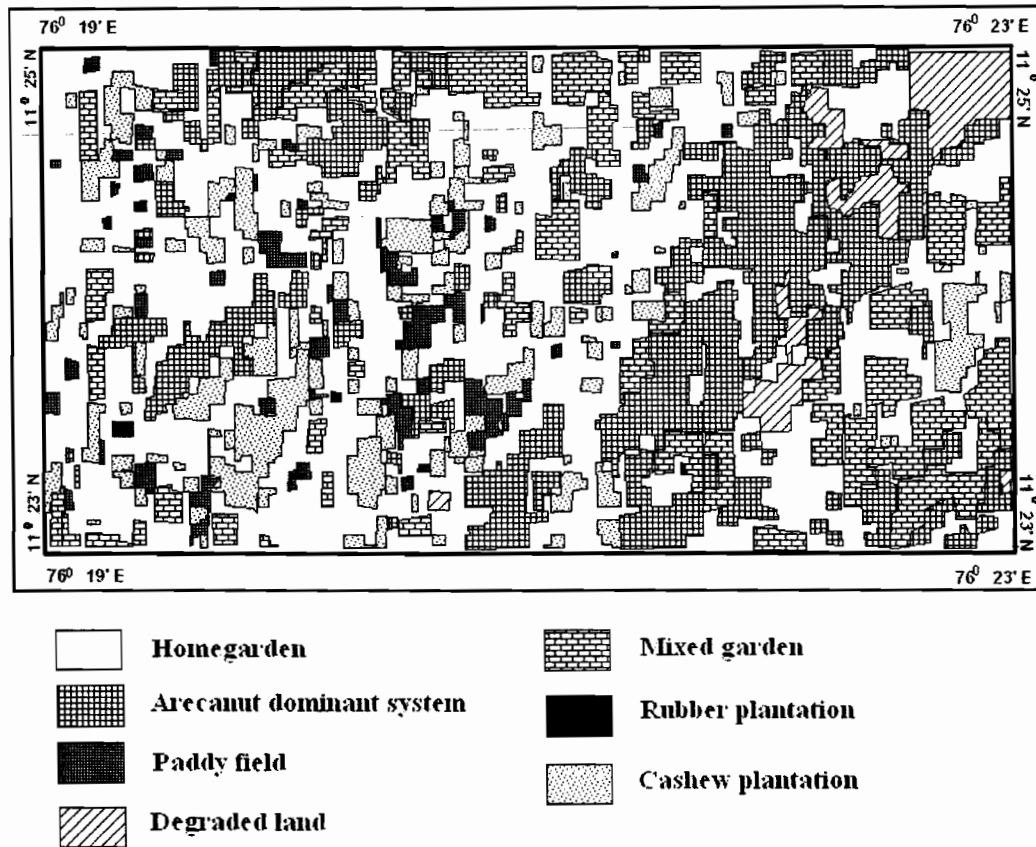 76⁰ 19' E
76⁰ 23' E
11⁰ 25' N
11⁰ 25' N
11⁰ 23' N
11⁰ 23' N
76⁰ 19' E
76⁰ 23' E
Homegarden
Mixed garden
Arecanut dominant system
Rubber plantation
Paddy field
Cashew plantation
Degraded land